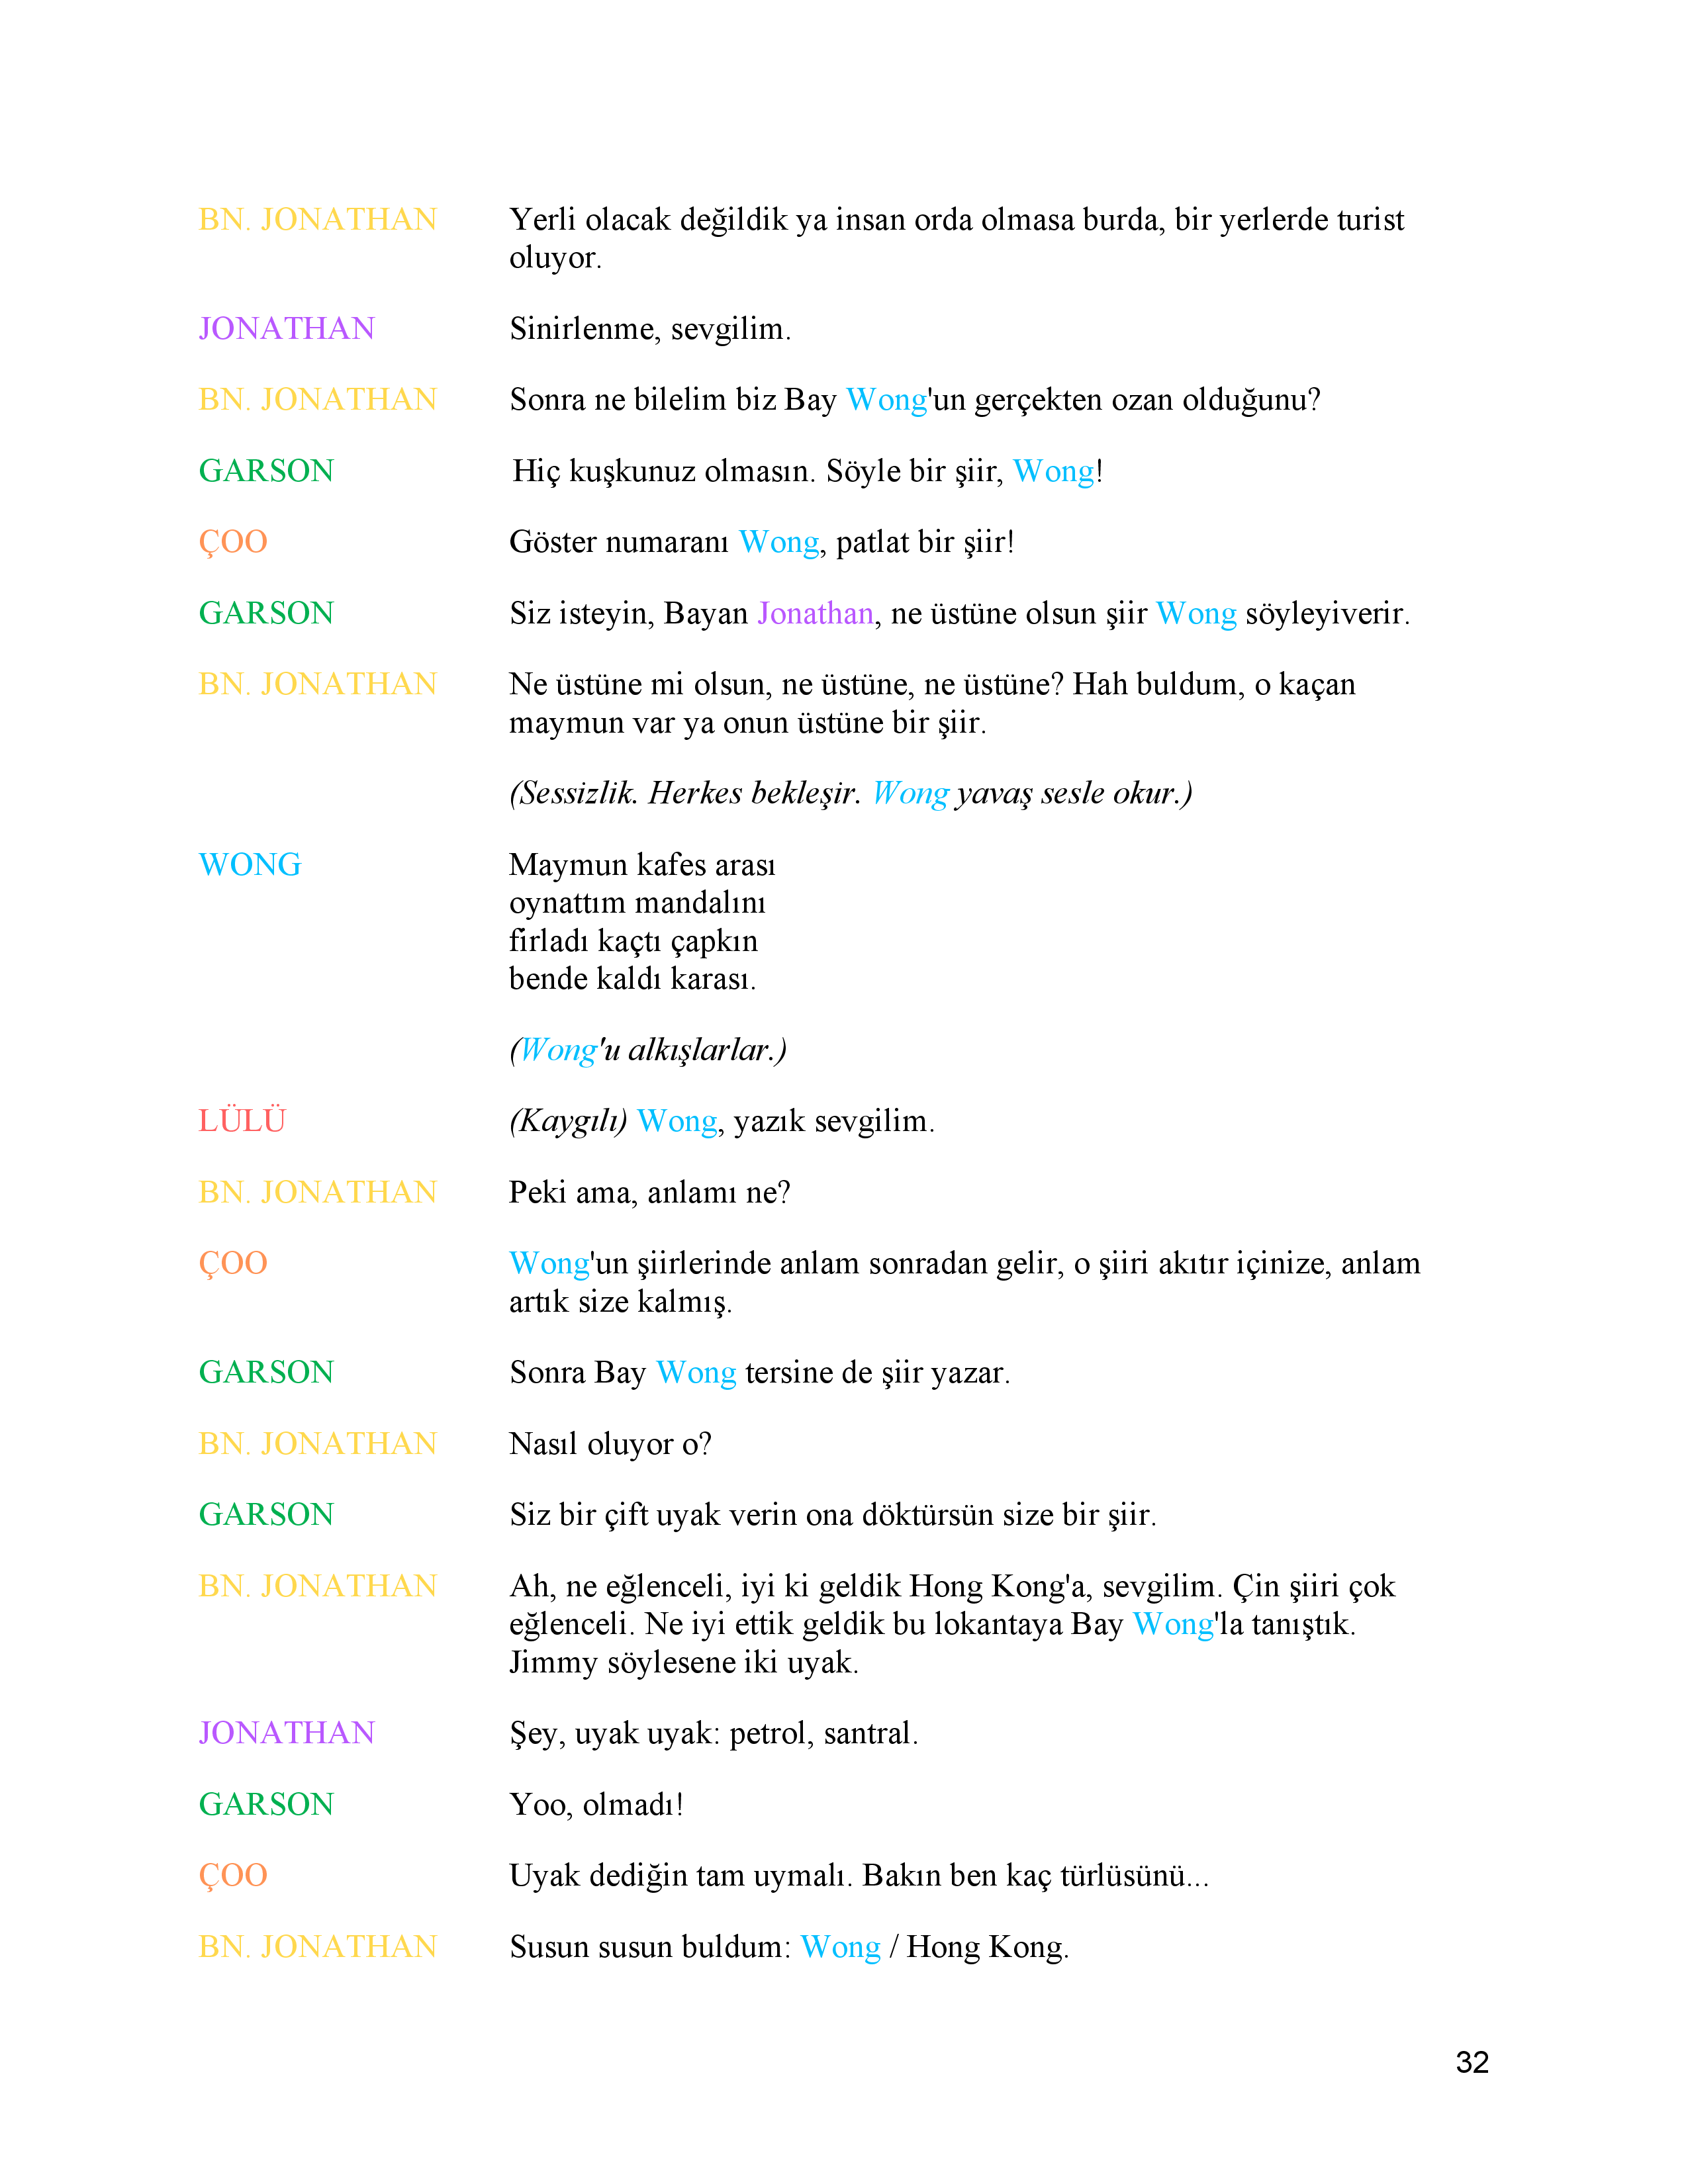 BN. JONATHAN Yerli olacak değildik ya insan orda olmasa burda, bir yerlerde turist
oluyor.
JONATHAN Sinirlenme, sevgilim.
BN. JONATHAN Sonra ne bilelim biz Bay Wong'un gerçekten ozan olduğunu?
GARSON Hiç kuşkunuz olmasın. Söyle bir şiir, Wong!
ÇOO Göster numaranı Wong, patlat bir şiir!
GARSON Siz isteyin, Bayan Jonathan, ne üstüne olsun şiir Wong söyleyiverir.
BN. JONATHAN Ne üstüne mi olsun, ne üstüne, ne üstüne? Hah buldum, o kaçan
maymun var ya onun üstüne bir şiir.
(Sessizlik. Herkes bekleşir. Wong yavaş sesle okur.)
WONG Maymun kafes arası
oynattım mandalını
firladı kaçtı çapkın
bende kaldı karası.
(Wong'u alkışlarlar.)
LÜLÜ (Kaygılı) Wong, yazık sevgilim.
BN. JONATHAN Peki ama, anlamı ne?
ÇOO Wong'un şiirlerinde anlam sonradan gelir, o şiiri akıtır içinize, anlam
artık size kalmış.
GARSON Sonra Bay Wong tersine de şiir yazar.
BN. JONATHAN Nasıl oluyor o?
GARSON Siz bir çift uyak verin ona döktürsün size bir şiir.
BN. JONATHAN Ah, ne eğlenceli, iyi ki geldik Hong Kong'a, sevgilim. Çin şiiri çok
eğlenceli. Ne iyi ettik geldik bu lokantaya Bay Wong'la tanıştık.
Jimmy söylesene iki uyak.
JONATHAN Şey, uyak uyak: petrol, santral.
GARSON Yoo, olmadı!
ÇOO Uyak dediğin tam uymalı. Bakın ben kaç türlüsünü...
BN. JONATHAN Susun susun buldum: Wong / Hong Kong.
32